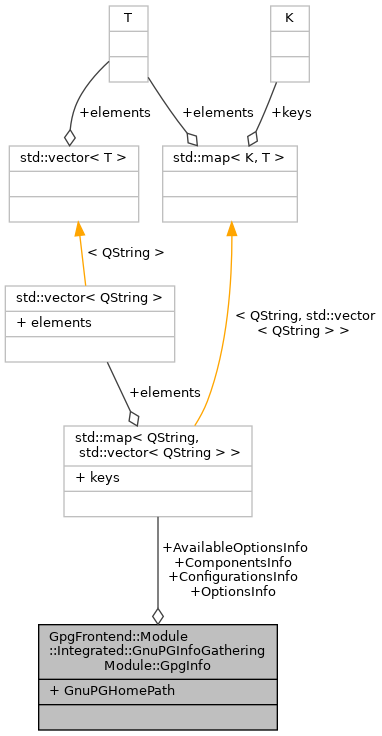 T
K
+elements
+elements
+keys
std::vector< T >
std::map< K, T >
< QString >
std::vector< QString >
+ elements
< QString, std::vector
< QString > >
+elements
std::map< QString,
std::vector< QString > >
+ keys
+AvailableOptionsInfo
+ComponentsInfo
+ConfigurationsInfo
+OptionsInfo
GpgFrontend::Module
::Integrated::GnuPGInfoGathering
Module::GpgInfo
+ GnuPGHomePath